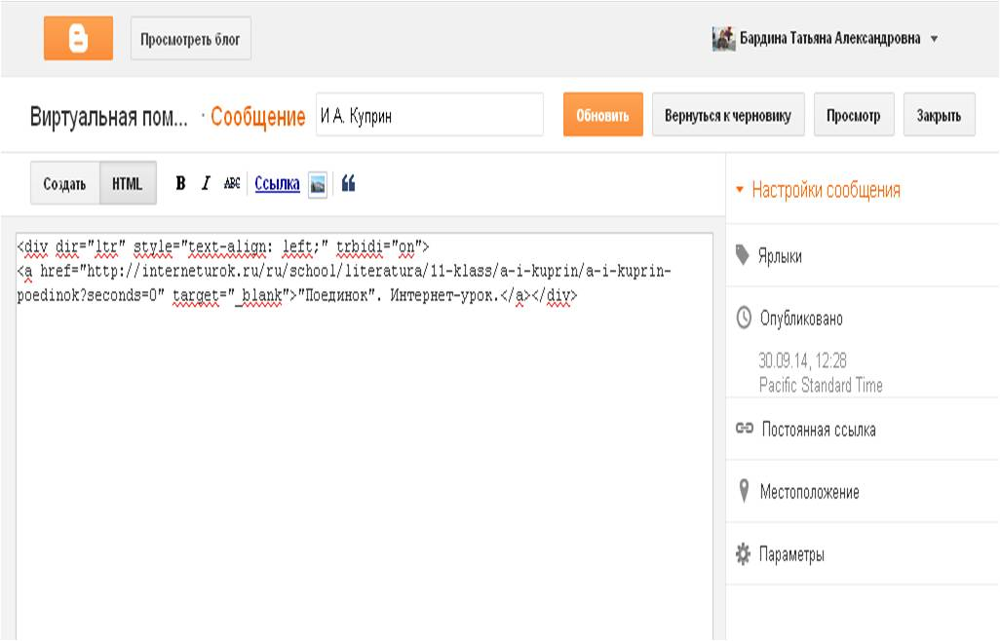 Просмотреть блог
Бардина Татьяна Александровна
Виртуальная пом... · Сообщение
И А. Куприн
Обновить
Вернуться к черновику
Просмотр
Закрыть
Создать
HTML
B
I
ABC
Ссылка
<div dir="ltr" style="text-align: left;" trbidi="on">
<a href="http://interneturok.ru/ru/school/literatura/11-klass/a-i-kuprin/a-i-kuprin-
poedinok?seconds=0" target="_blank">"Поединок". Интернет-урок.</a></div>
Настройки сообщения
Ярлыки
Опубликовано
30.09.14, 12:28
Pacific Standard Time
Постоянная ссылка
Местоположение
Параметры